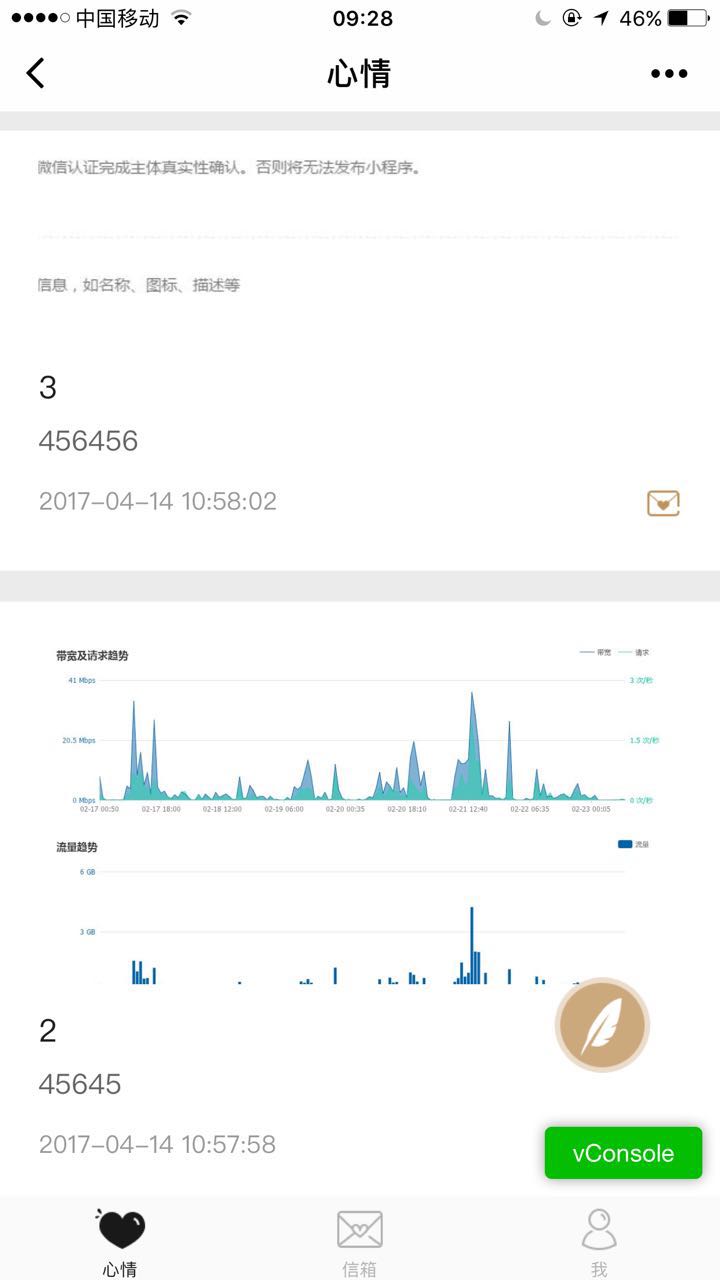 中国移动
09:28
46%
心情
微信认证完成主体真实性确认。否则将无法发布小程序。
信息，如名称、图标、描述等
3
456456
2017-04-14 10:58:02
带宽及请求趋势
带宽
请求
41 Mbps
3 次/秒
20.5 Mbps
1.5 次/秒
0 Mbps
0 次/秒
02-17 00:50
02-17 18:00
02-18 12:00
02-19 06:00
02-20 00:35
02-20 18:10
02-21 12:40
02-22 06:35
02-23 00:05
流量趋势
流量
6 GB
3 GB
2
45645
2017-04-14 10:57:58
vConsole
心情
信箱
我